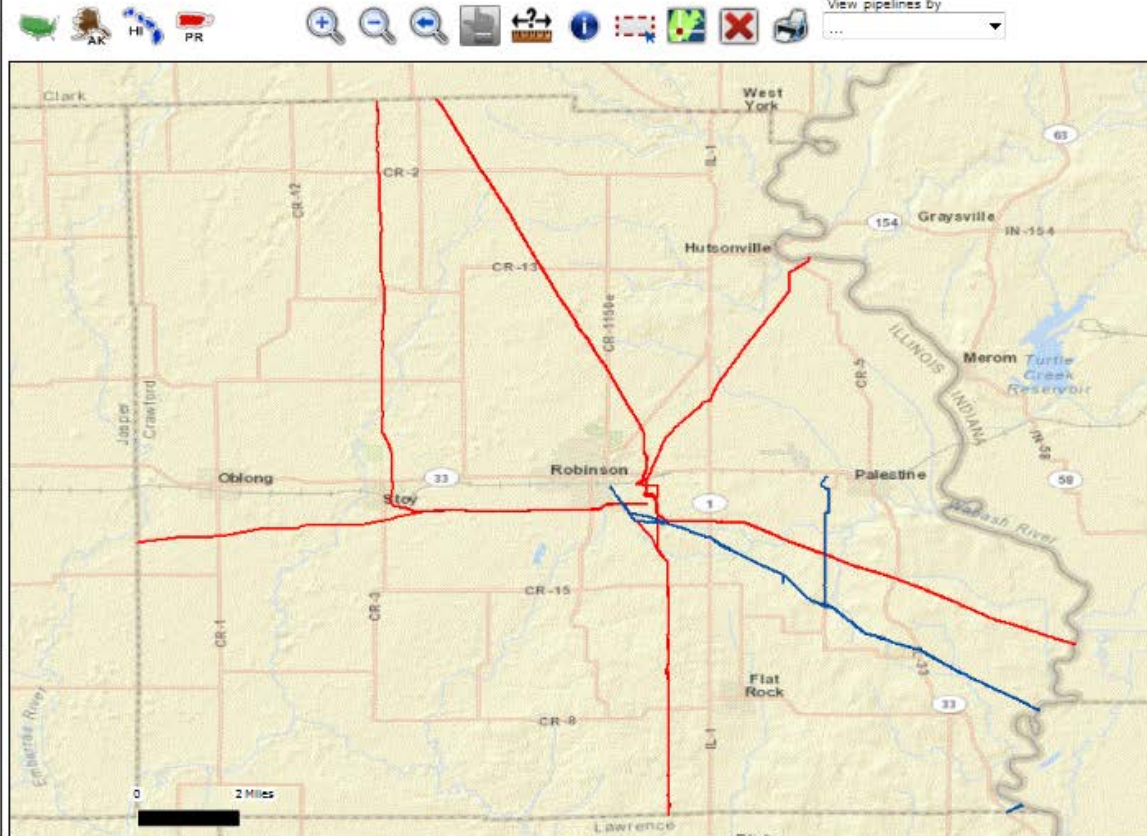 View pipelines by
...
AK
HI
PR
Clark
West
York
63
CR-2
IL-1
CR-12
154
Graysville
IN-154
Hutsonville
CR-13
CR-1150e
ILLINOIS
INDIANA
Merom
Turtle
Creek
Reservoir
CR-5
Jasper
Crawford
IN-58
Oblong
33
Robinson
Palestine
58
Stoy
1
Wabash River
CR-15
CR-3
CR-1
IL-33
Flat
Rock
33
CR-8
IL-1
Embarras River
0
2 Miles
Lawrence